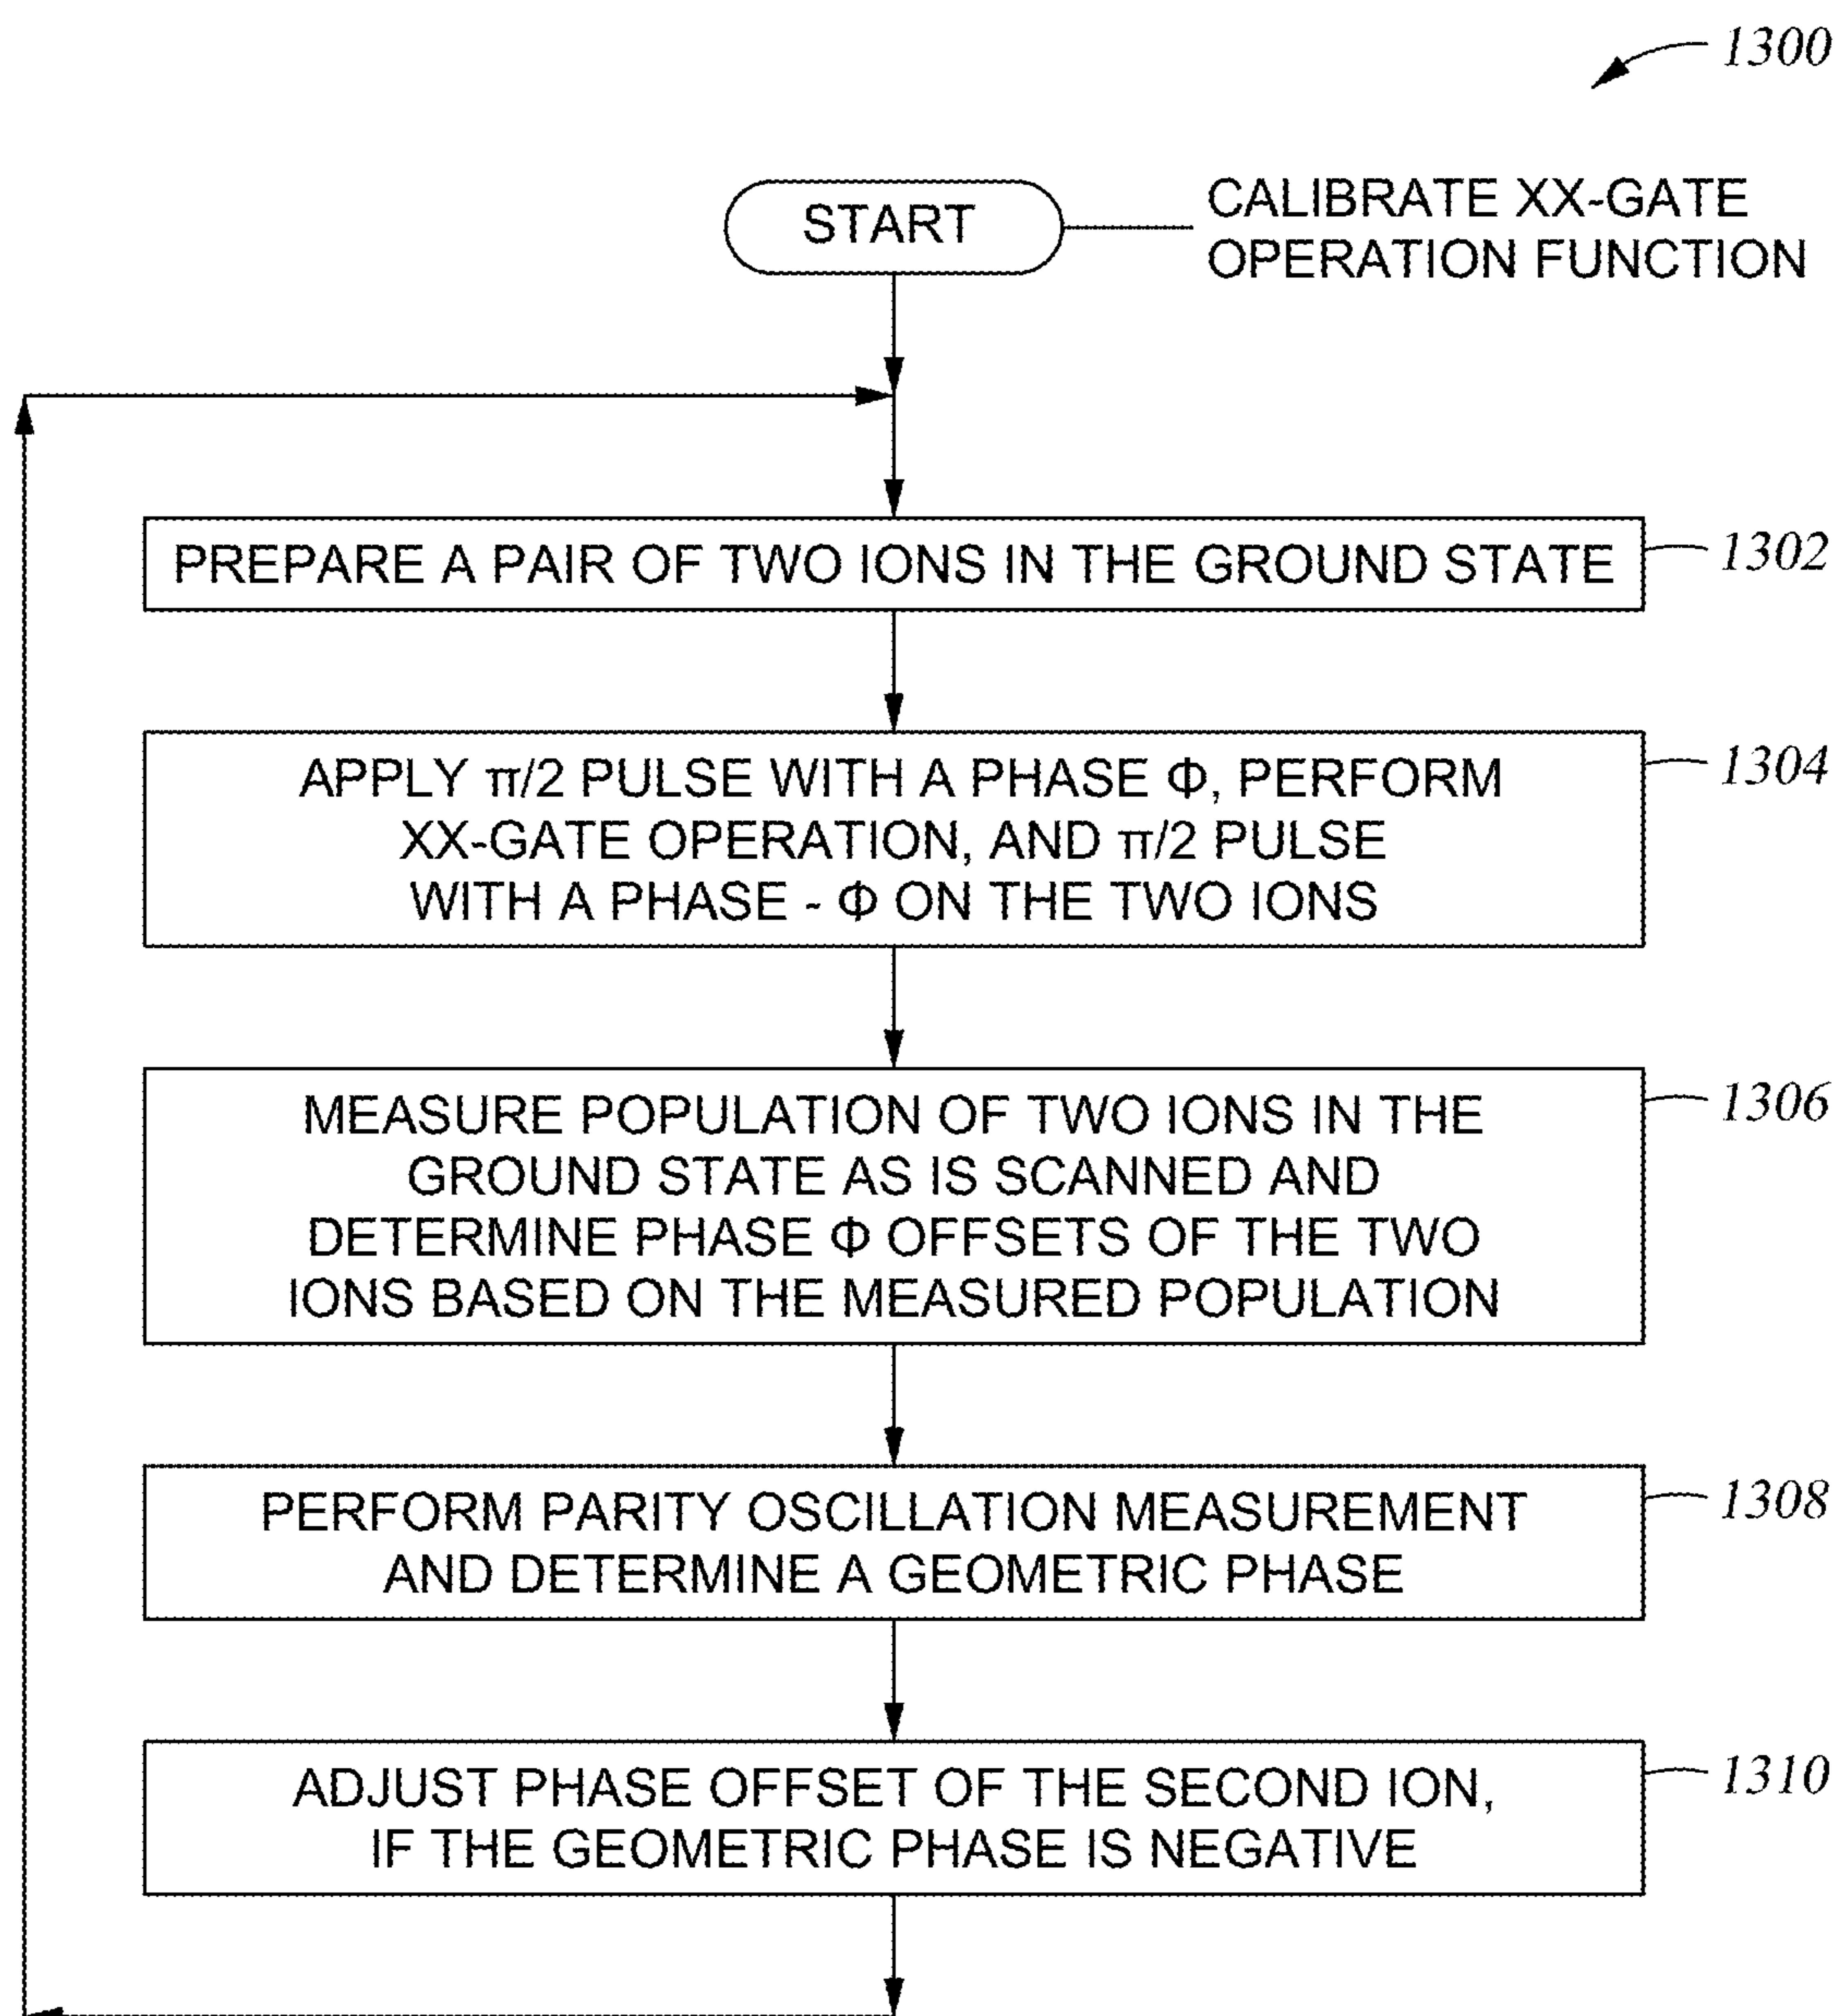 1300
START
CALIBRATE XX-GATE
OPERATION FUNCTION
PREPARE A PAIR OF TWO IONS IN THE GROUND STATE
1302
APPLY π/2 PULSE WITH A PHASE Φ, PERFORM
XX-GATE OPERATION, AND π/2 PULSE
WITH A PHASE - Φ ON THE TWO IONS
1304
MEASURE POPULATION OF TWO IONS IN THE
GROUND STATE AS IS SCANNED AND
DETERMINE PHASE Φ OFFSETS OF THE TWO
IONS BASED ON THE MEASURED POPULATION
1306
PERFORM PARITY OSCILLATION MEASUREMENT
AND DETERMINE A GEOMETRIC PHASE
1308
ADJUST PHASE OFFSET OF THE SECOND ION,
IF THE GEOMETRIC PHASE IS NEGATIVE
1310